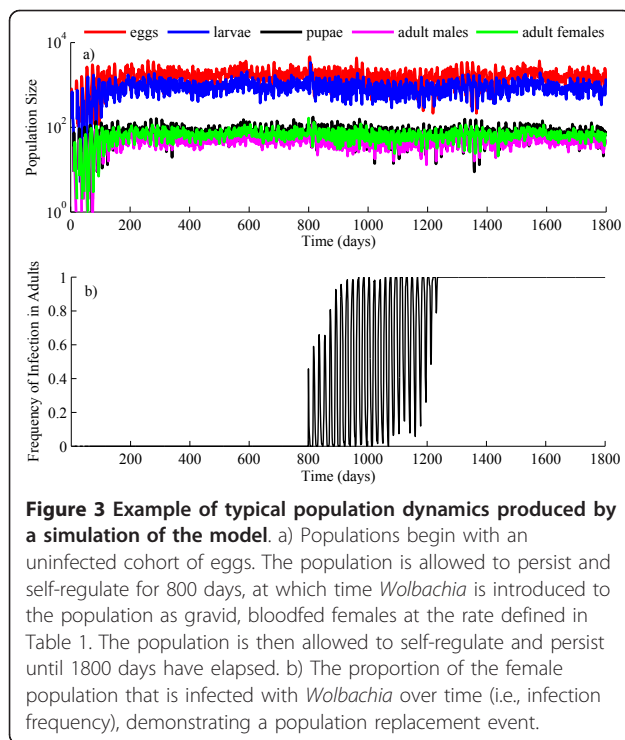 eggs larvae pupae adult males adult females
10^4
a)
10^2
10^0
Population Size
0 200 400 600 800 1000 1200 1400 1600 1800
Time (days)
1
b)
0.8
0.6
0.4
0.2
0
Frequency of Infection in Adults
200 400 600 800 1000 1200 1400 1600 1800
Time (days)
Figure 3 Example of typical population dynamics produced by
a simulation of the model. a) Populations begin with an
uninfected cohort of eggs. The population is allowed to persist and
self-regulate for 800 days, at which time Wolbachia is introduced to
the population as gravid, bloodfed females at the rate defined in
Table 1. The population is then allowed to self-regulate and persist
until 1800 days have elapsed. b) The proportion of the female
population that is infected with Wolbachia over time (i.e., infection
frequency), demonstrating a population replacement event.